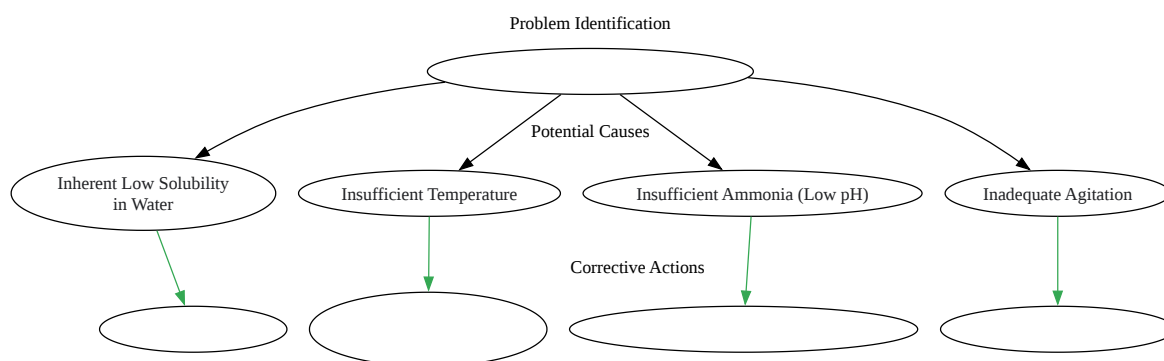 Problem Identification
Potential Causes
Inherent Low Solubility
in Water
Insufficient Temperature
Insufficient Ammonia (Low pH)
Inadequate Agitation
Corrective Actions